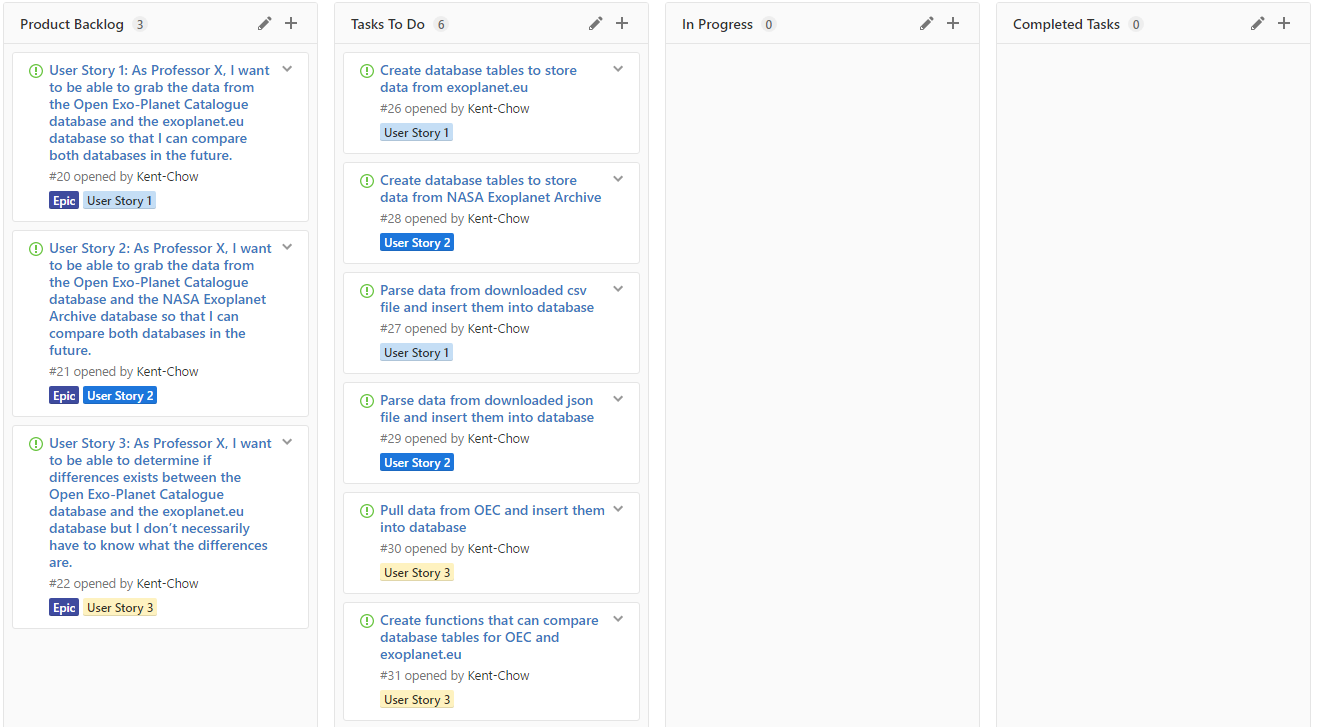 Product Backlog 3
User Story 1: As Professor X, I want
to be able to grab the data from
the Open Exo-Planet Catalogue
database and the exoplanet.eu
database so that I can compare
both databases in the future.
#20 opened by Kent-Chow
Epic User Story 1
User Story 2: As Professor X, I want
to be able to grab the data from
the Open Exo-Planet Catalogue
database and the NASA Exoplanet
Archive database so that I can
compare both databases in the
future.
#21 opened by Kent-Chow
Epic User Story 2
User Story 3: As Professor X, I want
to be able to determine if
differences exists between the
Open Exo-Planet Catalogue
database and the exoplanet.eu
database but I don’t necessarily
have to know what the differences
are.
#22 opened by Kent-Chow
Epic User Story 3
Tasks To Do 6
Create database tables to store
data from exoplanet.eu
#26 opened by Kent-Chow
User Story 1
Create database tables to store
data from NASA Exoplanet Archive
#28 opened by Kent-Chow
User Story 2
Parse data from downloaded csv
file and insert them into database
#27 opened by Kent-Chow
User Story 1
Parse data from downloaded json
file and insert them into database
#29 opened by Kent-Chow
User Story 2
Pull data from OEC and insert them
into database
#30 opened by Kent-Chow
User Story 3
Create functions that can compare
database tables for OEC and
exoplanet.eu
#31 opened by Kent-Chow
User Story 3
In Progress 0
Completed Tasks 0